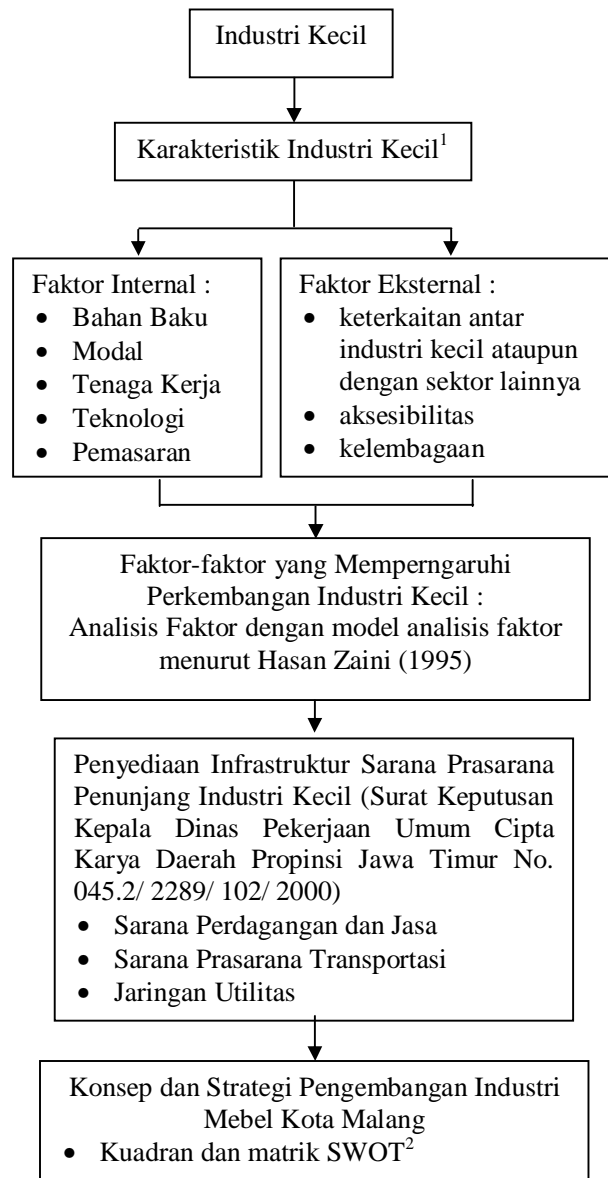 Industri Kecil
Karakteristik Industri Kecil¹
Faktor Internal :
• Bahan Baku
• Modal
• Tenaga Kerja
• Teknologi
• Pemasaran
Faktor Eksternal :
• keterkaitan antar
industri kecil ataupun
dengan sektor lainnya
• aksesibilitas
• kelembagaan
Faktor-faktor yang Memperngaruhi
Perkembangan Industri Kecil :
Analisis Faktor dengan model analisis faktor
menurut Hasan Zaini (1995)
Penyediaan Infrastruktur Sarana Prasarana
Penunjang Industri Kecil (Surat Keputusan
Kepala Dinas Pekerjaan Umum Cipta
Karya Daerah Propinsi Jawa Timur No.
045.2/ 2289/ 102/ 2000)
• Sarana Perdagangan dan Jasa
• Sarana Prasarana Transportasi
• Jaringan Utilitas
Konsep dan Strategi Pengembangan Industri
Mebel Kota Malang
• Kuadran dan matrik SWOT²